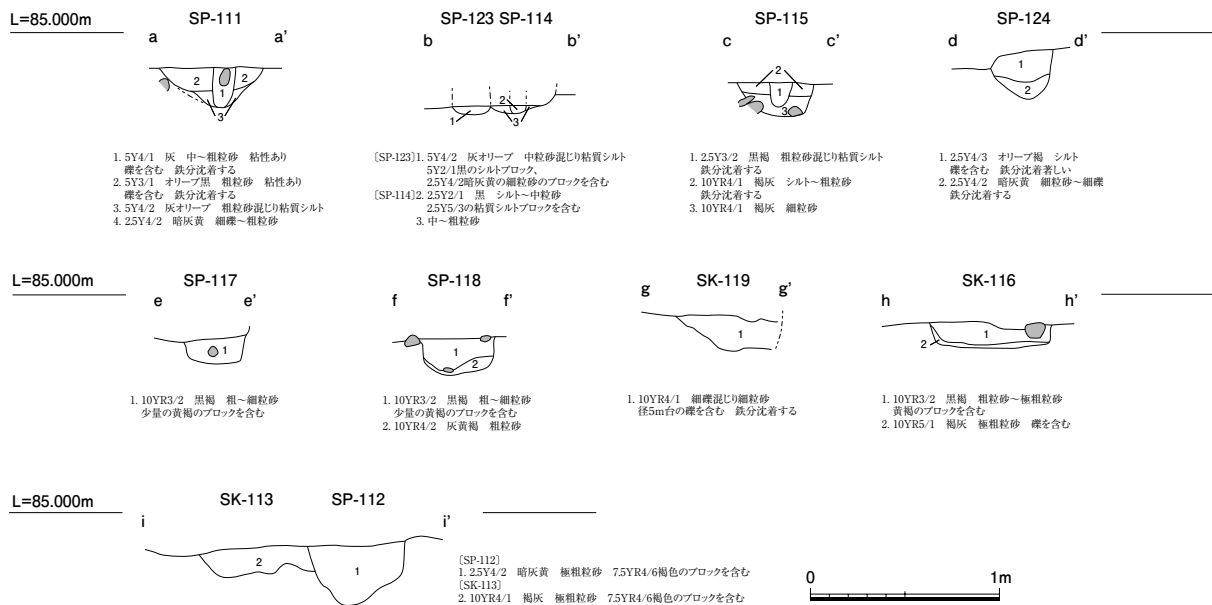 L=85.000m
SP-111
a a'
2 2
1
3
1. 5Y4/1 灰 中～粗粒砂 粘性あり
礫を含む 鉄分沈着する
2. 5Y3/1 オリーブ黒 粗粒砂 粘性あり
礫を含む 鉄分沈着する
3. 5Y4/2 灰オリーブ 粗粒砂混じり粘質シルト
4. 2.5Y4/2 暗灰黄 細礫～粗粒砂
SP-123 SP-114
b b'
2
1 3
〔SP-123〕1. 5Y4/2 灰オリーブ 中粒砂混じり粘質シルト
5Y2/1黒のシルトブロック、
2.5Y4/2暗灰黄の細粒砂のブロックを含む
〔SP-114〕2. 2.5Y2/1 黒 シルト～中粒砂
2.5Y5/3の粘質シルトブロックを含む
3. 中～粗粒砂
SP-115
c c'
2
1
3
1. 2.5Y3/2 黒褐 粗粒砂混じり粘質シルト
鉄分沈着する
2. 10YR4/1 褐灰 シルト～粗粒砂
鉄分沈着する
3. 10YR4/1 褐灰 細粒砂
SP-124
d d'
1
2
1. 2.5Y4/3 オリーブ褐 シルト
礫を含む 鉄分沈着著しい
2. 2.5Y4/2 暗灰黄 細粒砂～細礫
鉄分沈着する
L=85.000m
SP-117
e e'
1
1. 10YR3/2 黒褐 粗～細粒砂
少量の黄褐のブロックを含む
SP-118
f f'
1
2
1. 10YR3/2 黒褐 粗～細粒砂
少量の黄褐のブロックを含む
2. 10YR4/2 灰黄褐 粗粒砂
SK-119
g g'
1
1. 10YR4/1 細礫混じり細粒砂
径5m台の礫を含む 鉄分沈着する
SK-116
h h'
1
2
1. 10YR3/2 黒褐 粗粒砂～極粗粒砂
黄褐のブロックを含む
2. 10YR5/1 褐灰 極粗粒砂 礫を含む
L=85.000m
SK-113 SP-112
i i'
2 1
〔SP-112〕
1. 2.5Y4/2 暗灰黄 極粗粒砂 7.5YR4/6褐色のブロックを含む
〔SK-113〕
2. 10YR4/1 褐灰 極粗粒砂 7.5YR4/6褐色のブロックを含む
0 1m